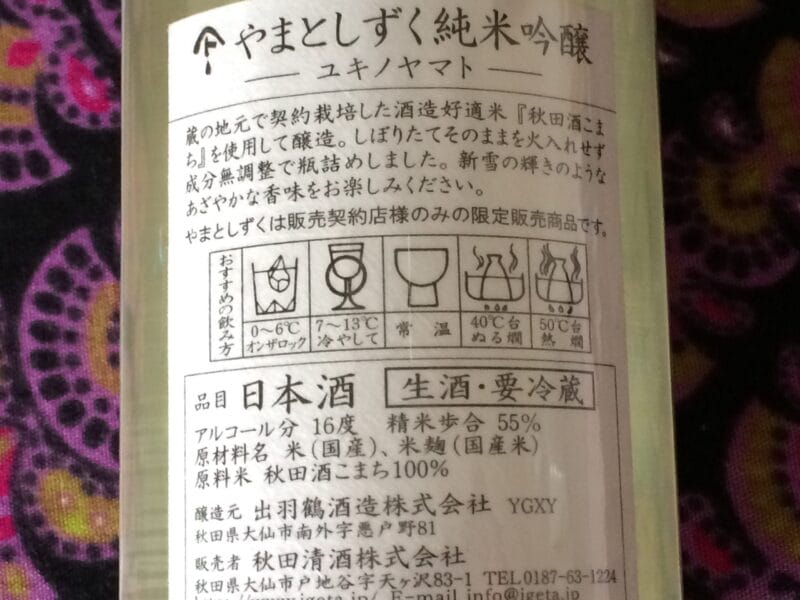 やまとしずく純米吟醸
ユキノヤマト
蔵の地元で契約栽培した酒造好適米『秋田酒こま
ち』を使用して醸造。しぼりたてそのままを火入れせず
成分無調整で瓶詰めしました。新雪の輝きのような
あざやかな香味をお楽しみください。
やまとしずくは販売契約店様のみの限定販売商品です。
おすすめの飲み方
0〜6℃
オンザロック
7〜13℃
冷やして
常温
40℃台
ぬる燗
50℃台
熱燗
品目 日本酒 生酒・要冷蔵
アルコール分 16度 精米歩合 55%
原材料名 米(国産)、米麹(国産米)
原料米 秋田酒こまち100%
醸造元 出羽鶴酒造株式会社 YGXY
秋田県大仙市南外字悪戸野81
販売者 秋田清酒株式会社
秋田県大仙市戸地谷字天ヶ沢83-1 TEL0187-63-1224
http://www.igeta.jp/ E-mail info@igeta.jp